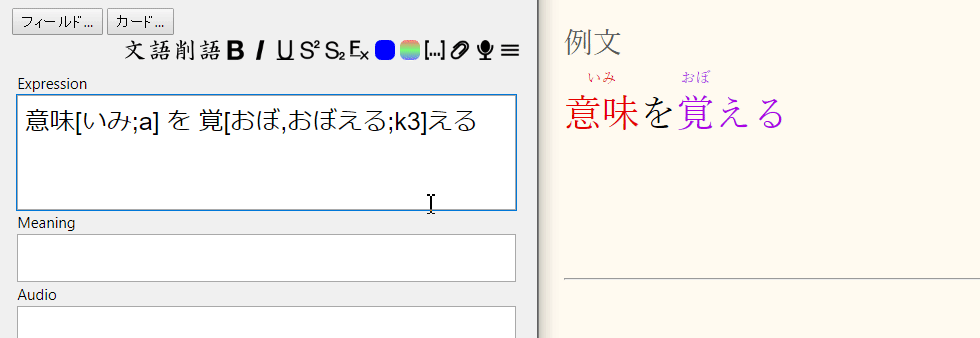 フィールド... カード...
文 語 削 語 B I U S² S₂ Ex [...]
Expression
意味[いみ;a] を 覚[おぼ,おぼえる;k3]える
Meaning
Audio
例文
いみ おぼ
意味を覚える